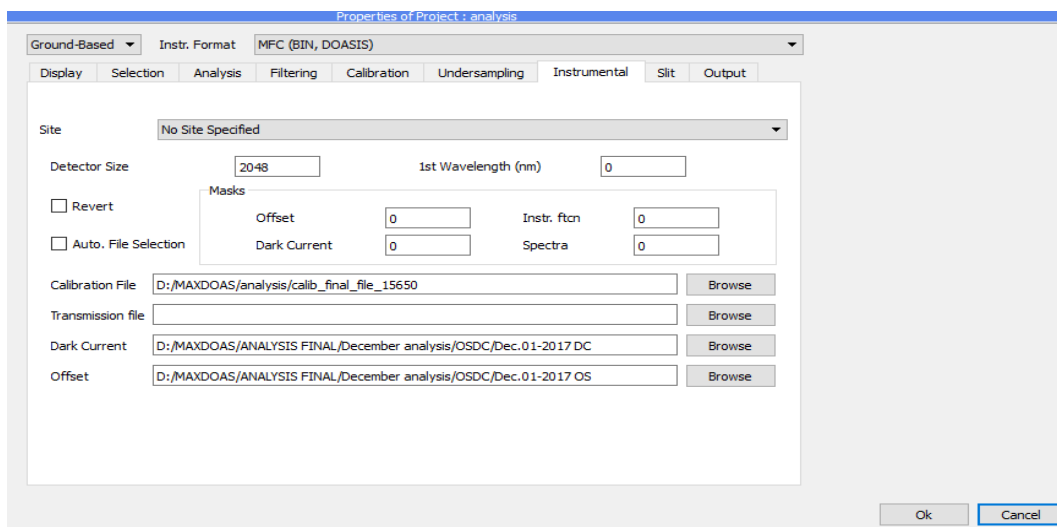 Properties of Project : analysis
Ground-Based Instr. Format MFC (BIN, DOASIS)
Display Selection Analysis Filtering Calibration Undersampling Instrumental Slit Output
Site No Site Specified
Detector Size 2048 1st Wavelength (nm) 0
Masks
Revert
Offset 0 Instr. ftcn 0
Auto. File Selection Dark Current 0 Spectra 0
Calibration File D:/MAXDOAS/analysis/calib_final_file_15650 Browse
Transmission file Browse
Dark Current D:/MAXDOAS/ANALYSIS FINAL/December analysis/OSDC/Dec.01-2017 DC Browse
Offset D:/MAXDOAS/ANALYSIS FINAL/December analysis/OSDC/Dec.01-2017 OS Browse
Ok Cancel